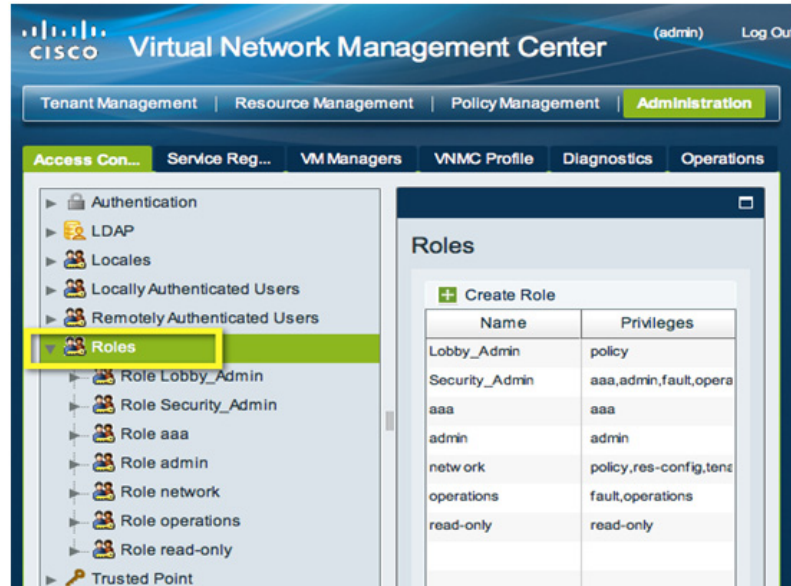 (admin) Log Ou
CISCO Virtual Network Management Center
Tenant Management | Resource Management | Policy Management | Administration
Access Con... Service Reg... VM Managers VNMC Profile Diagnostics Operations
Authentication
LDAP
Locales
Locally Authenticated Users
Remotely Authenticated Users
Roles
Role Lobby_Admin
Role Security_Admin
Role aaa
Role admin
Role network
Role operations
Role read-only
Trusted Point
Roles
Create Role
Name Privileges
Lobby_Admin policy
Security_Admin aaa,admin,fault,opera
aaa aaa
admin admin
network policy,res-config,tena
operations fault,operations
read-only read-only